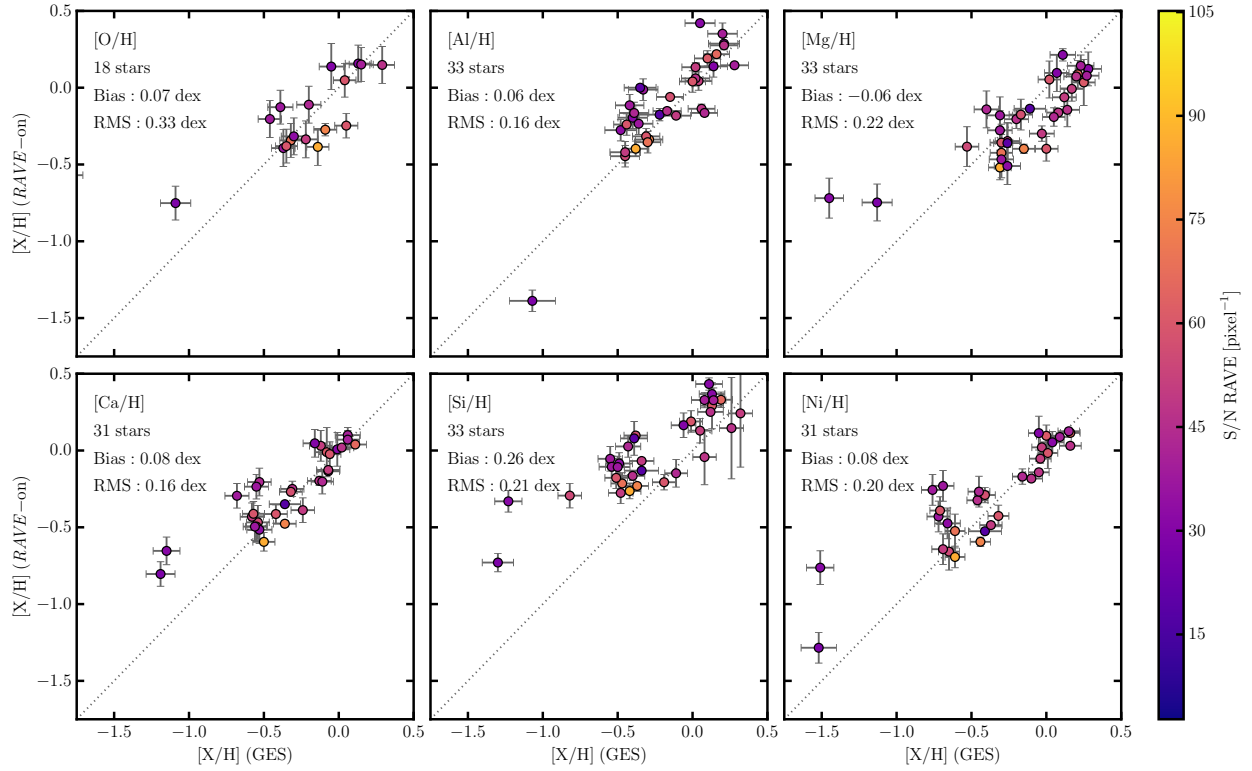 0.5
0.0
−0.5
−1.0
−1.5
[X/H] (RAVE−on)
[O/H]
18 stars
Bias : 0.07 dex
RMS : 0.33 dex
[Al/H]
33 stars
Bias : 0.06 dex
RMS : 0.16 dex
[Mg/H]
33 stars
Bias : −0.06 dex
RMS : 0.22 dex
0.5
0.0
−0.5
−1.0
−1.5
[X/H] (RAVE−on)
[Ca/H]
31 stars
Bias : 0.08 dex
RMS : 0.16 dex
[Si/H]
33 stars
Bias : 0.26 dex
RMS : 0.21 dex
[Ni/H]
31 stars
Bias : 0.08 dex
RMS : 0.20 dex
−1.5 −1.0 −0.5 0.0 0.5
[X/H] (GES)
−1.5 −1.0 −0.5 0.0 0.5
[X/H] (GES)
−1.5 −1.0 −0.5 0.0 0.5
[X/H] (GES)
105
90
75
60
45
30
15
S/N RAVE [pixel⁻¹]